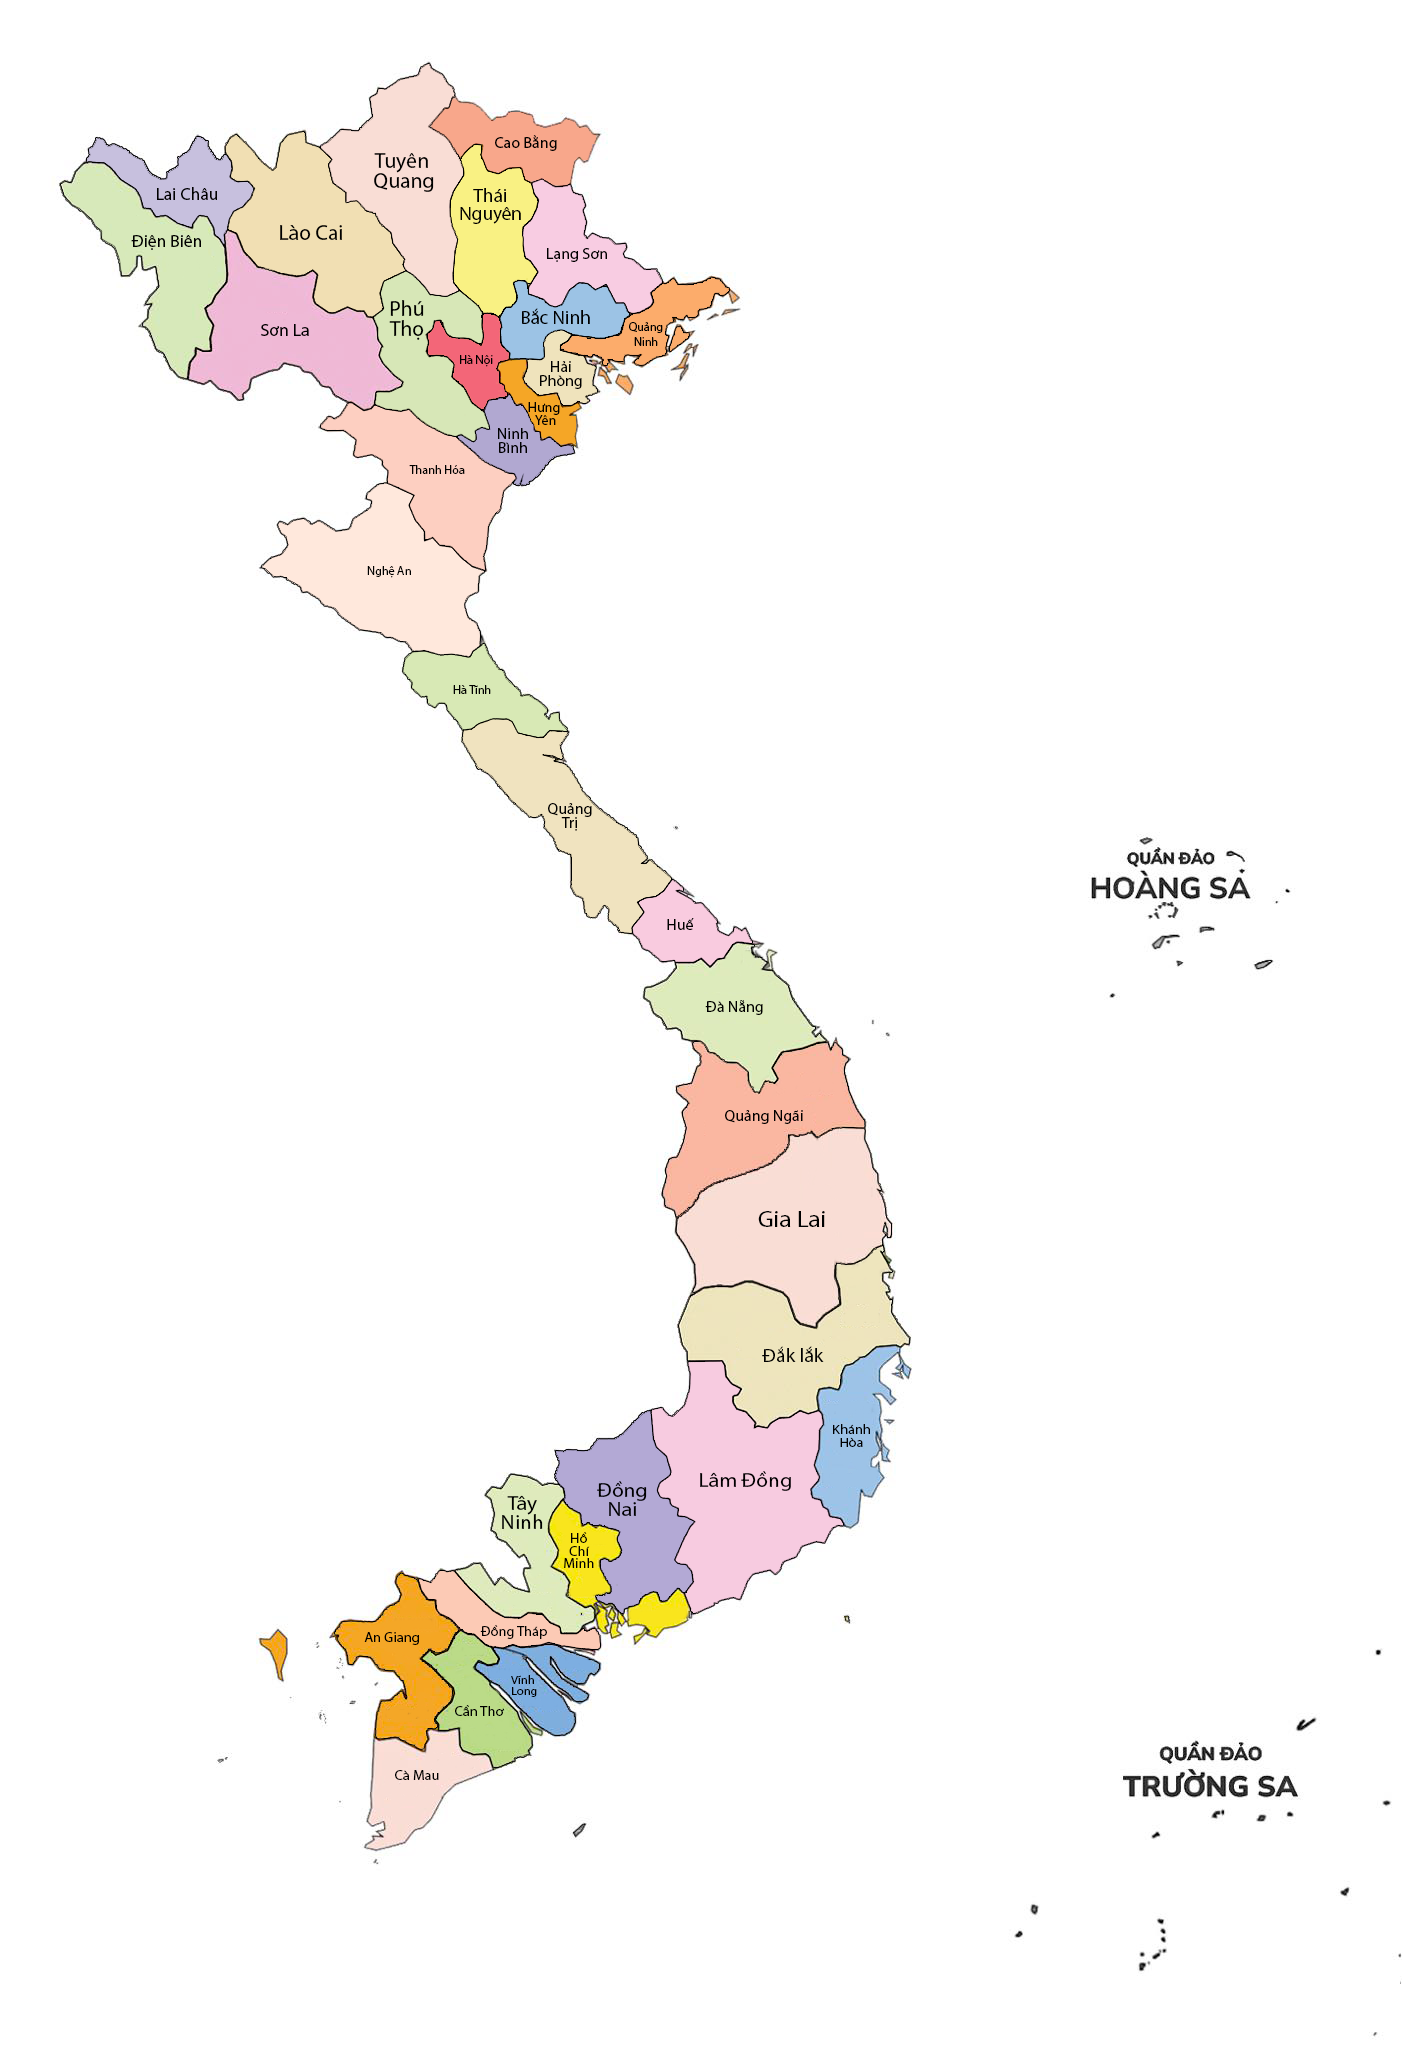 Cao Bằng
Tuyên
Quang
Lai Châu
Thái
Nguyên
Lào Cai
Điện Biên
Lạng Sơn
Phú
Thọ
Bắc Ninh
Quảng
Ninh
Sơn La
Hà Nội
Hải
Phòng
Hưng
Yên
Ninh
Bình
Thanh Hóa
Nghệ An
Hà Tĩnh
Quảng
Trị
QUẦN ĐẢO
HOÀNG SA
Huế
Đà Nẵng
Quảng Ngãi
Gia Lai
Đắk lắk
Khánh
Hòa
Lâm Đồng
Đồng
Nai
Tây
Ninh
Hồ
Chí
Minh
Đồng Tháp
An Giang
Vĩnh
Long
Cần Thơ
Cà Mau
QUẦN ĐẢO
TRƯỜNG SA